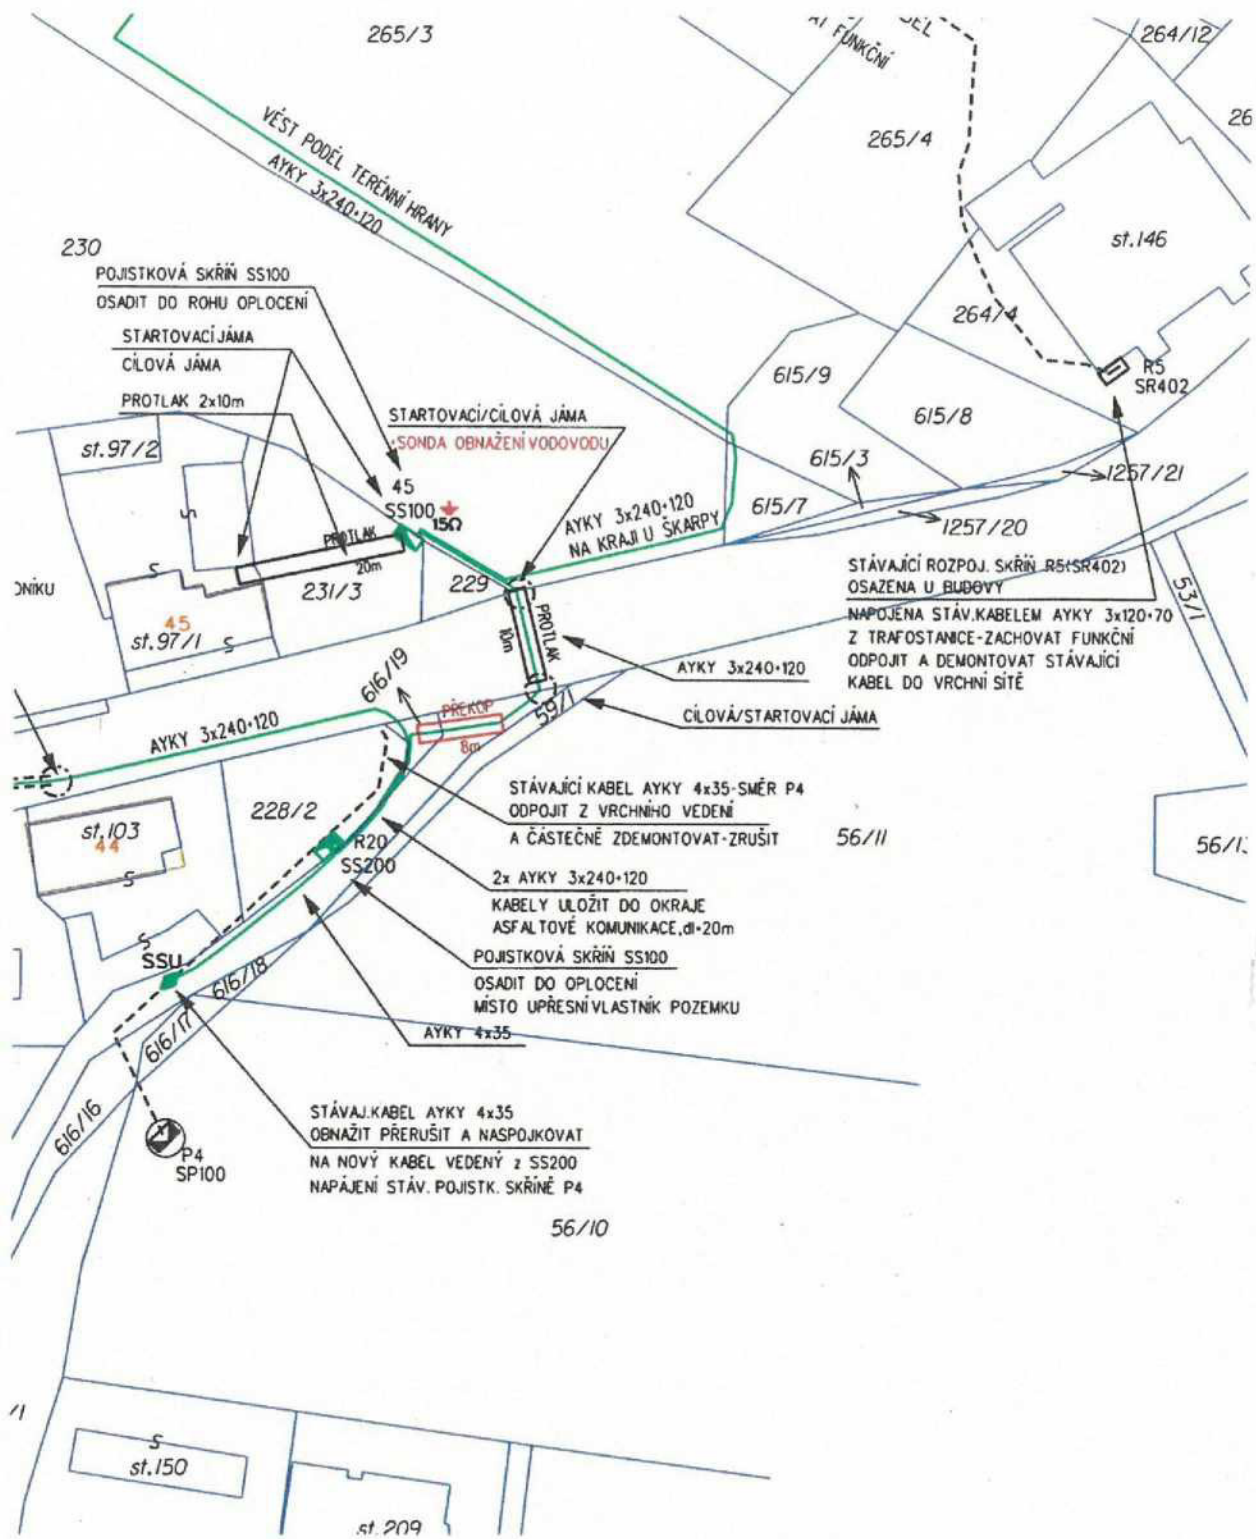 265/3
DĚL
AT FUNKČNÍ
264/12
26
265/4
VÉST PODÉL TERÉNNÍ HRANY
AYKY 3x240+120
st.146
230
POJISTKOVÁ SKŘÍŇ SS100
OSADIT DO ROHU OPLOCENÍ
264/4
STARTOVACÍ JÁMA
CÍLOVÁ JÁMA
R5
SR402
615/9
PROTLAK 2x10m
STARTOVACÍ/CÍLOVÁ JÁMA
SONDA OBNAŽENÍ VODOVODU
615/8
st.97/2
615/3
1257/21
45
SS100
15Ω
AYKY 3x240+120
NA KRAJI U ŠKARPY
615/7
1257/20
PROTLAK
20m
STÁVAJÍCÍ ROZPOJ. SKŘÍŇ R5(SR402)
OSAZENA U BUDOVY
NAPOJENA STÁV.KABELEM AYKY 3x120+70
Z TRAFOSTANICE-ZACHOVAT FUNKČNÍ
ODPOJIT A DEMONTOVAT STÁVAJÍCÍ
KABEL DO VRCHNÍ SÍTĚ
53/1
ONÍKU
S
S
231/3
229
45
st.97/1
S
PROTLAK
10m
AYKY 3x240+120
616/19
59/1
CÍLOVÁ/STARTOVACÍ JÁMA
PŘEKOP
8m
AYKY 3x240+120
STÁVAJÍCÍ KABEL AYKY 4x35-SMĚR P4
ODPOJIT Z VRCHNÍHO VEDENÍ
A ČÁSTEČNĚ ZDEMONTOVAT-ZRUŠIT
228/2
st.103
44
S
56/11
56/1
R20
SS200
2x AYKY 3x240+120
KABELY ULOŽIT DO OKRAJE
ASFALTOVÉ KOMUNIKACE,dl=20m
S
SSU
POJISTKOVÁ SKŘÍŇ SS100
OSADIT DO OPLOCENÍ
MÍSTO UPŘESNÍ VLASTNÍK POZEMKU
616/18
616/17
AYKY 4x35
616/16
STÁVAJ.KABEL AYKY 4x35
OBNAŽIT PŘERUŠIT A NASPOJKOVAT
NA NOVÝ KABEL VEDENÝ z SS200
NAPÁJENÍ STÁV. POJISTK. SKŘÍNĚ P4
P4
SP100
56/10
/1
S
st.150
st.209